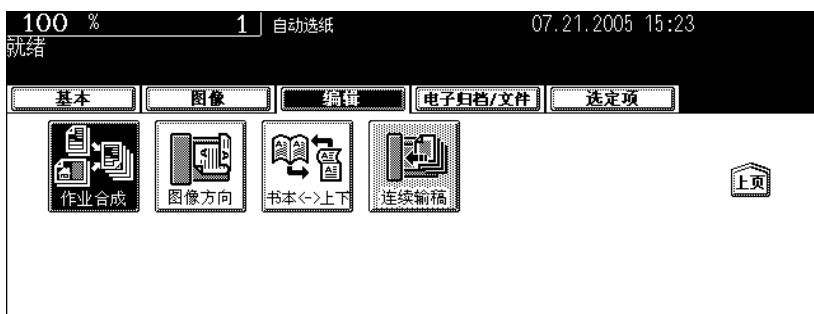 100 % 1 自动选纸 07.21.2005 15:23
就绪
基本 图像 编辑 电子归档/文件 选定项
作业合成 图像方向 书本<->上下 连续输稿
上页